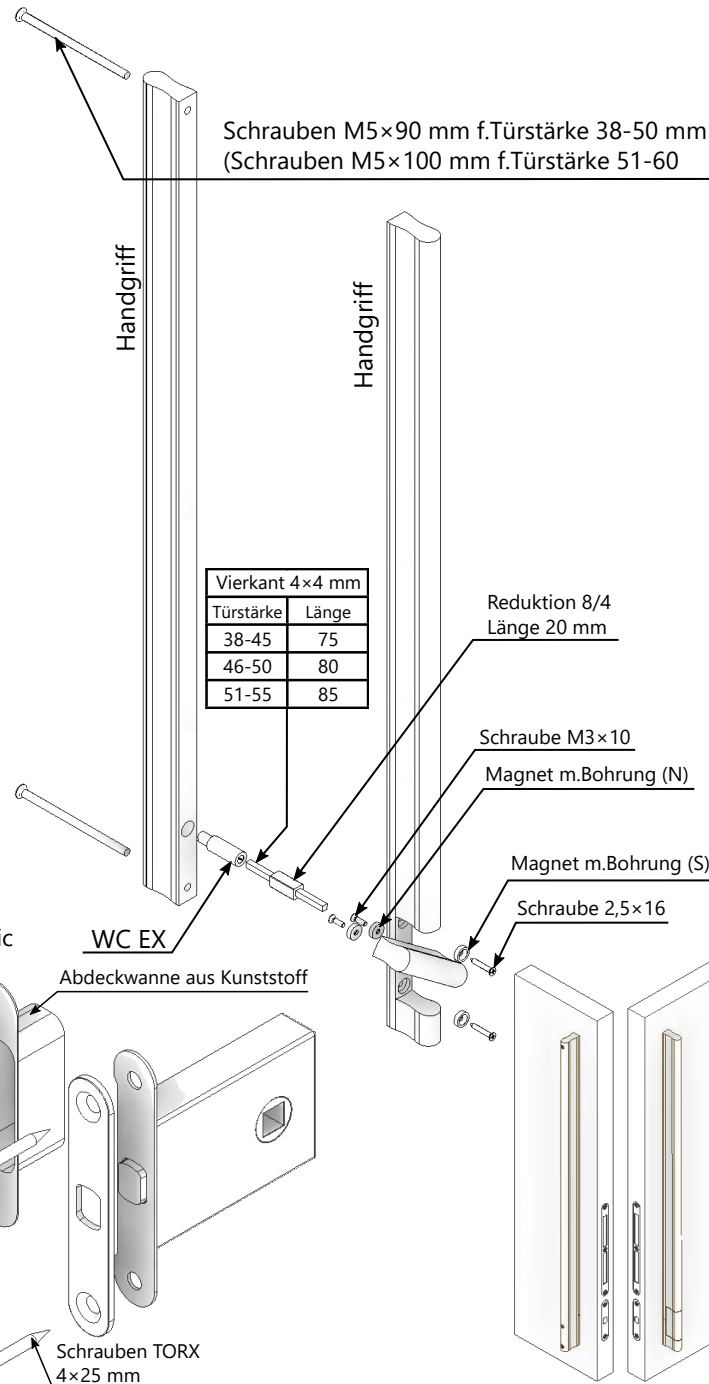 Schrauben M5×90 mm f.Türstärke 38-50 mm
(Schrauben M5×100 mm f.Türstärke 51-60
Handgriff
Handgriff
Vierkant 4×4 mm
Türstärke Länge
38-45 75
46-50 80
51-55 85
Reduktion 8/4
Länge 20 mm
Schraube M3×10
Magnet m.Bohrung (N)
Magnet m.Bohrung (S)
Schraube 2,5×16
ic
WC EX
Abdeckwanne aus Kunststoff
Schrauben TORX
4×25 mm